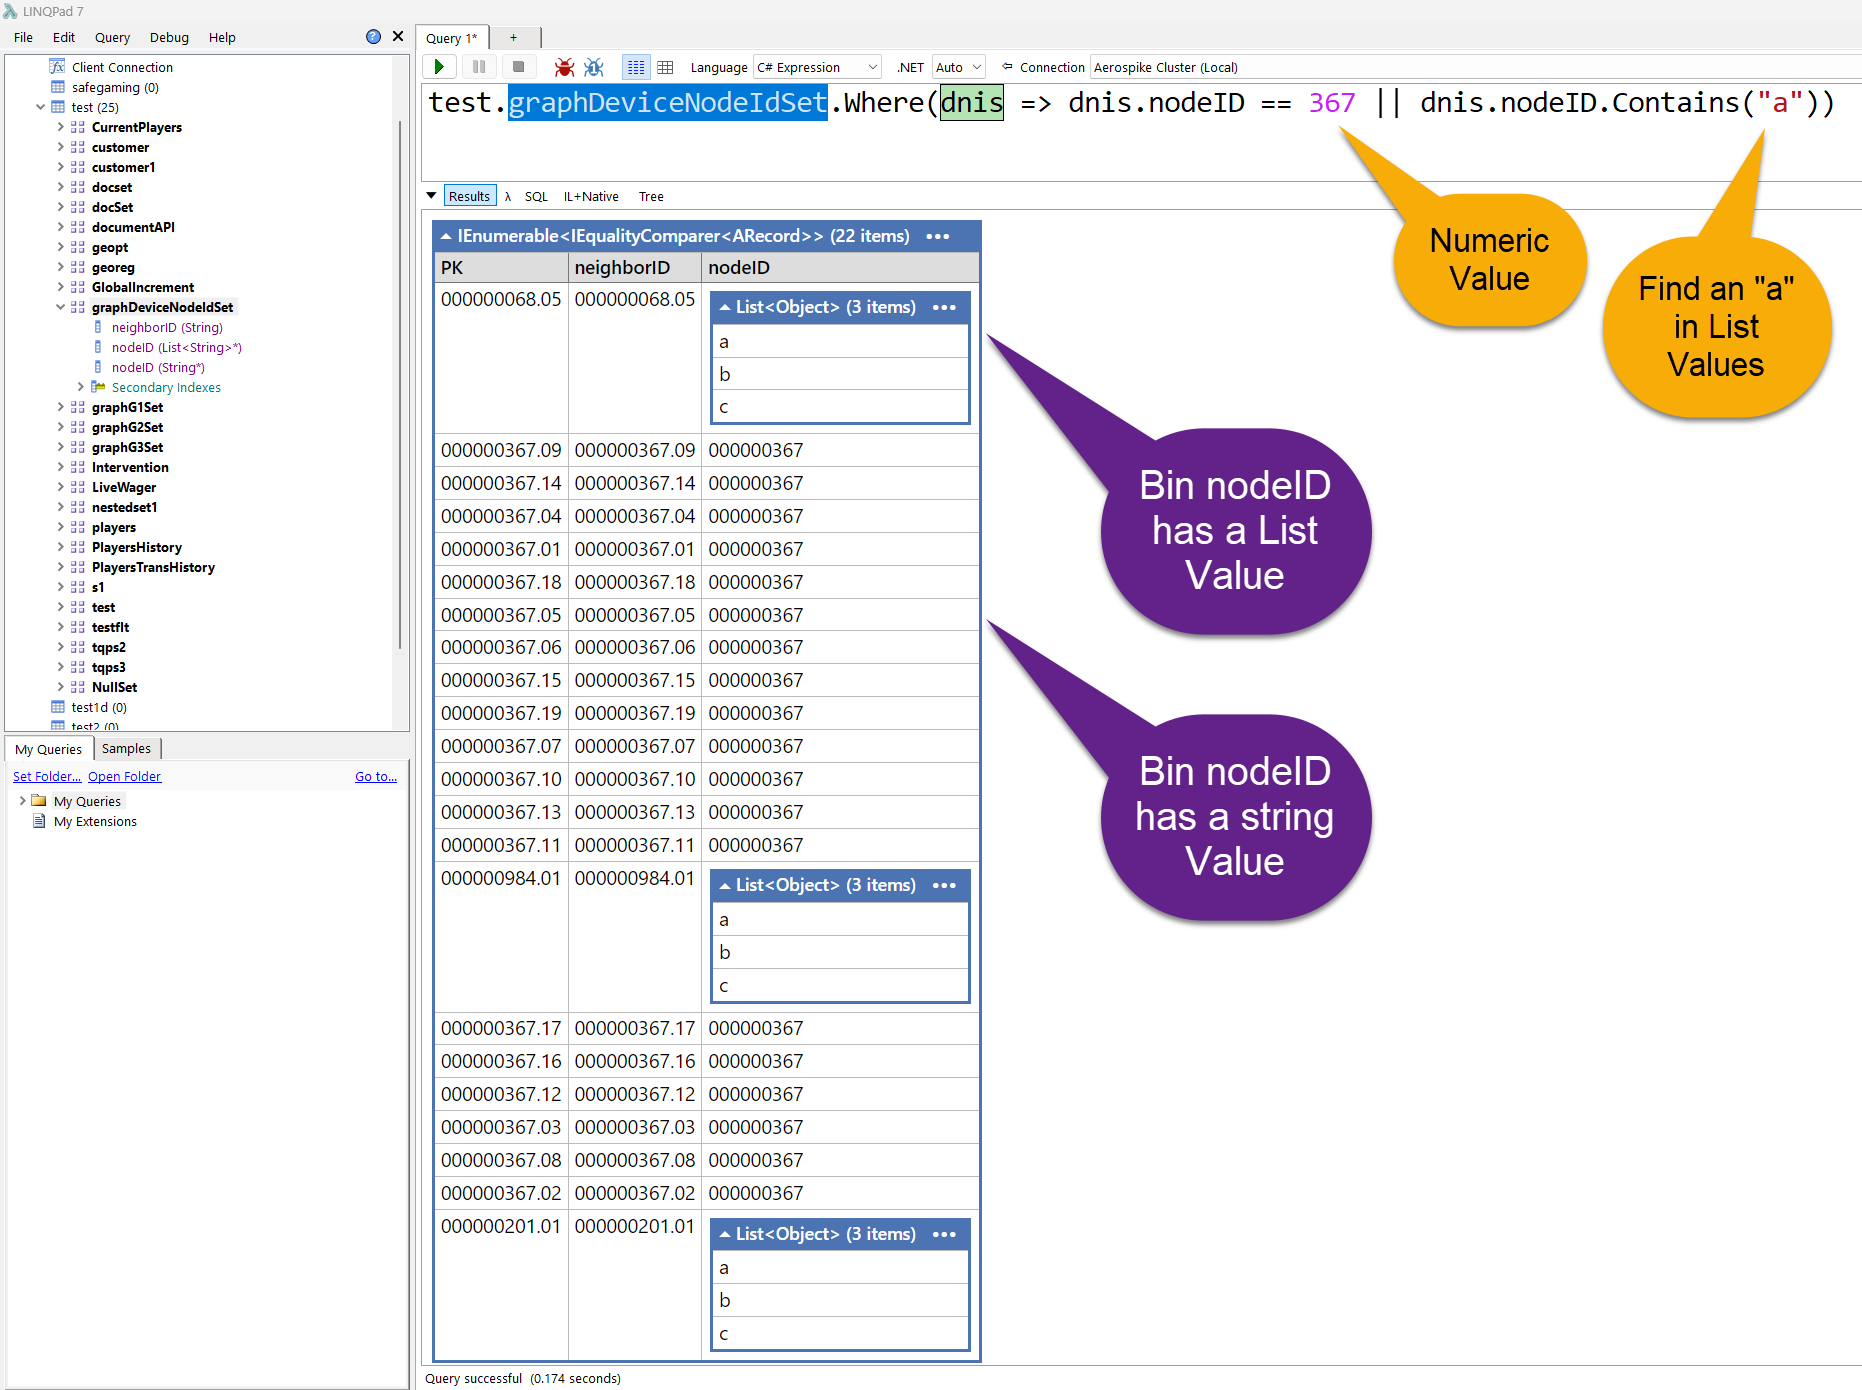 LINQPad 7
File Edit Query Debug Help
Client Connection
safegaming (0)
test (25)
CurrentPlayers
customer
customer1
docset
docSet
documentAPI
geopt
georeg
GlobalIncrement
graphDeviceNodeIdSet
neighborID (String)
nodeID (List<String>*)
nodeID (String*)
Secondary Indexes
graphG1Set
graphG2Set
graphG3Set
Intervention
LiveWager
nestedset1
players
PlayersHistory
PlayersTransHistory
s1
test
testflt
tqps2
tqps3
NullSet
test1d (0)
test2 (0)
My Queries Samples
Set Folder... Open Folder Go to...
My Queries
My Extensions
Query 1* +
Language C# Expression .NET Auto Connection Aerospike Cluster (Local)
test.graphDeviceNodeIdSet.Where(dnis => dnis.nodeID == 367 || dnis.nodeID.Contains("a"))
Results λ SQL IL+Native Tree
IEnumerable<IEqualityComparer<ARecord>> (22 items) •••
PK neighborID nodeID
000000068.05 000000068.05 List<Object> (3 items) •••
a
b
c
000000367.09 000000367.09 000000367
000000367.14 000000367.14 000000367
000000367.04 000000367.04 000000367
000000367.01 000000367.01 000000367
000000367.18 000000367.18 000000367
000000367.05 000000367.05 000000367
000000367.06 000000367.06 000000367
000000367.15 000000367.15 000000367
000000367.19 000000367.19 000000367
000000367.07 000000367.07 000000367
000000367.10 000000367.10 000000367
000000367.13 000000367.13 000000367
000000367.11 000000367.11 000000367
000000984.01 000000984.01 List<Object> (3 items) •••
a
b
c
000000367.17 000000367.17 000000367
000000367.16 000000367.16 000000367
000000367.12 000000367.12 000000367
000000367.03 000000367.03 000000367
000000367.08 000000367.08 000000367
000000367.02 000000367.02 000000367
000000201.01 000000201.01 List<Object> (3 items) •••
a
b
c
Numeric
Value
Find an "a"
in List
Values
Bin nodeID
has a List
Value
Bin nodeID
has a string
Value
Query successful (0.174 seconds)